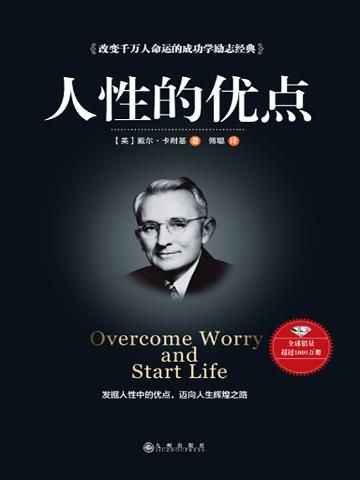 《改变千万人命运的成功学励志经典》
人性的优点
【美】戴尔·卡耐基 著 傅聪 译
Overcome Worry
and
Start Life
全球销量
超过1000万册
发掘人性中的优点，迈向人生辉煌之路
九州出版社
JIUZHOUPRESS